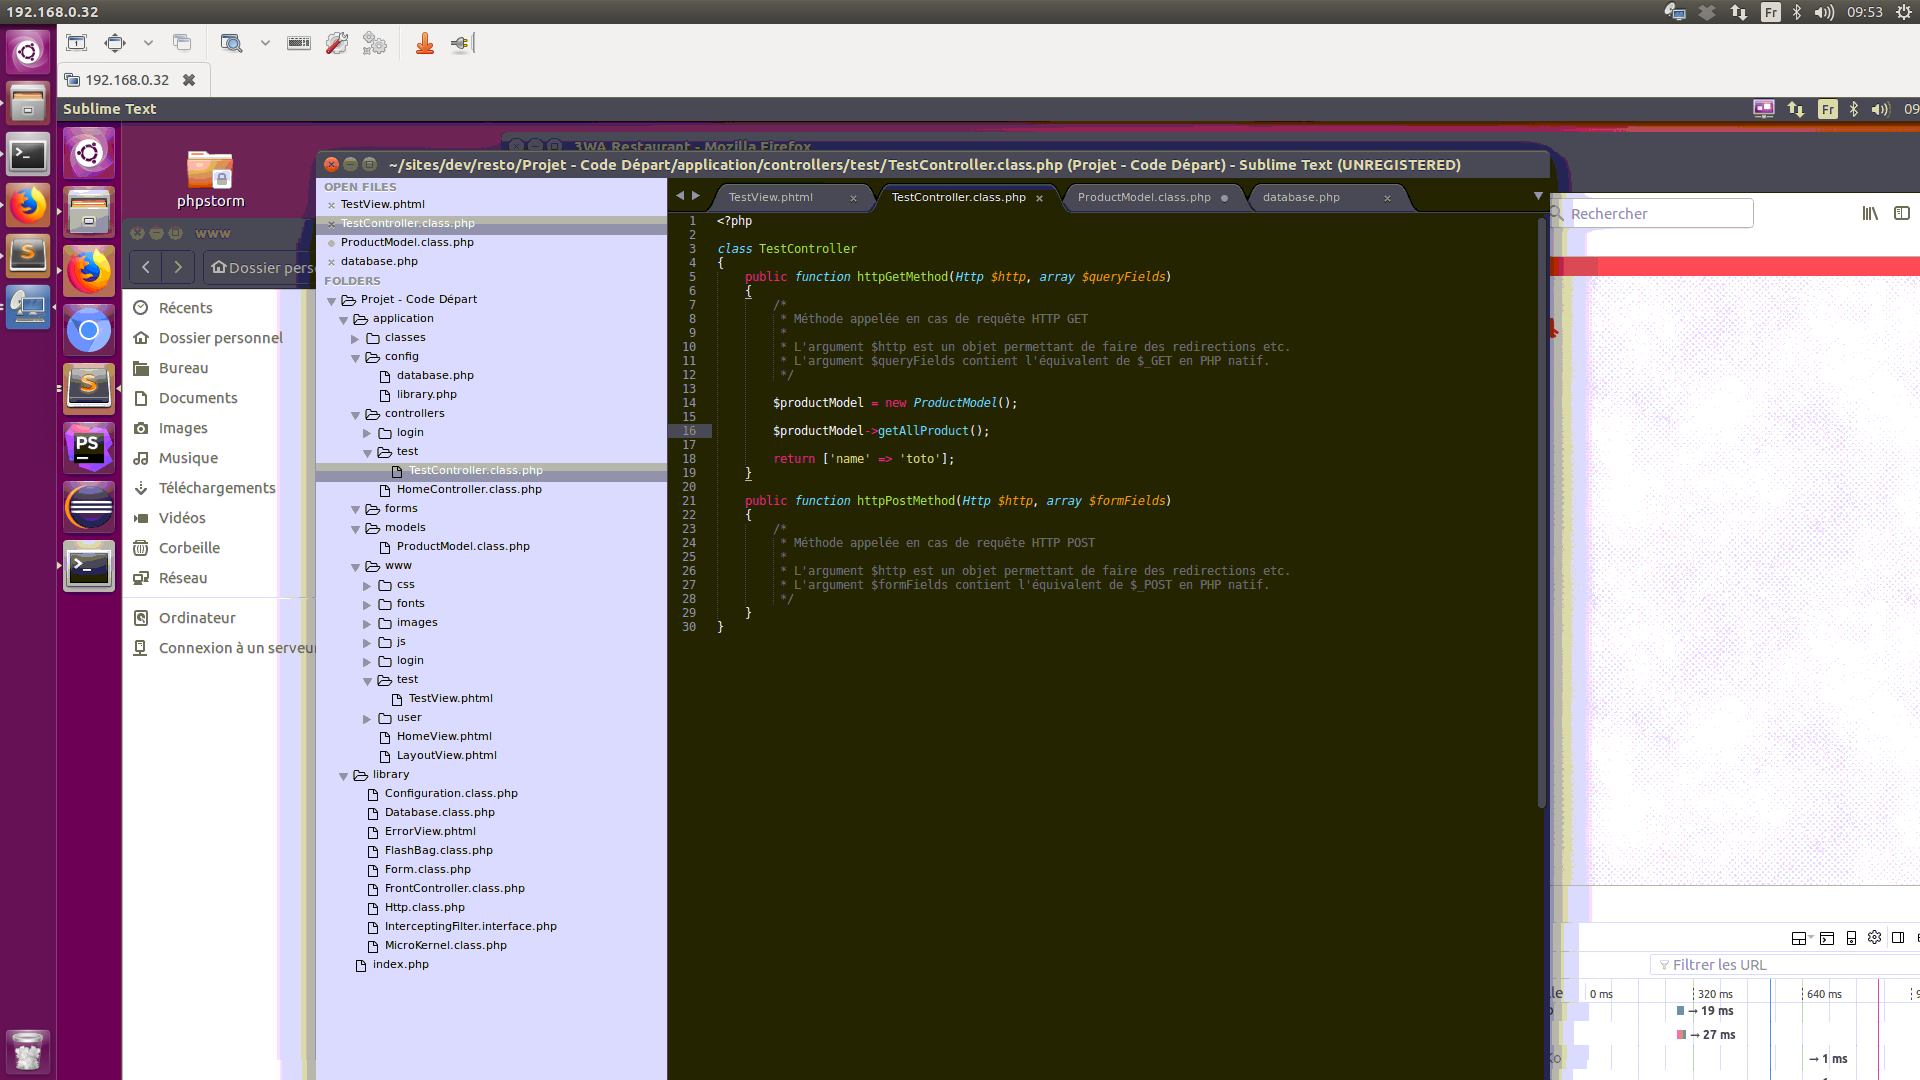 192.168.0.32
Fr
09:53
192.168.0.32
Sublime Text
Fr
09
phpstorm
3WA Restaurant - Mozilla Firefox
~/sites/dev/resto/Projet - Code Départ/application/controllers/test/TestController.class.php (Projet - Code Départ) - Sublime Text (UNREGISTERED)
www
Dossier pers
Récents
Dossier personnel
Bureau
Documents
Images
Musique
Téléchargements
Vidéos
Corbeille
Réseau
Ordinateur
Connexion à un serveu
OPEN FILES
TestView.phtml
TestController.class.php
ProductModel.class.php
database.php
FOLDERS
Projet - Code Départ
application
classes
config
database.php
library.php
controllers
login
test
TestController.class.php
HomeController.class.php
forms
models
ProductModel.class.php
www
css
fonts
images
js
login
test
TestView.phtml
user
HomeView.phtml
LayoutView.phtml
library
Configuration.class.php
Database.class.php
ErrorView.phtml
FlashBag.class.php
Form.class.php
FrontController.class.php
Http.class.php
InterceptingFilter.interface.php
MicroKernel.class.php
index.php
TestView.phtml
TestController.class.php
ProductModel.class.php
database.php
1 <?php
2
3 class TestController
4 {
5 public function httpGetMethod(Http $http, array $queryFields)
6 {
7 /*
8 * Méthode appelée en cas de requête HTTP GET
9 *
10 * L'argument $http est un objet permettant de faire des redirections etc.
11 * L'argument $queryFields contient l'équivalent de $_GET en PHP natif.
12 */
13
14 $productModel = new ProductModel();
15
16 $productModel->getAllProduct();
17
18 return ['name' => 'toto'];
19 }
20
21 public function httpPostMethod(Http $http, array $formFields)
22 {
23 /*
24 * Méthode appelée en cas de requête HTTP POST
25 *
26 * L'argument $http est un objet permettant de faire des redirections etc.
27 * L'argument $formFields contient l'équivalent de $_POST en PHP natif.
28 */
29 }
30 }
Rechercher
Filtrer les URL
lle
0 ms
320 ms
640 ms
→ 19 ms
→ 27 ms
Ko
→ 1 ms
PS